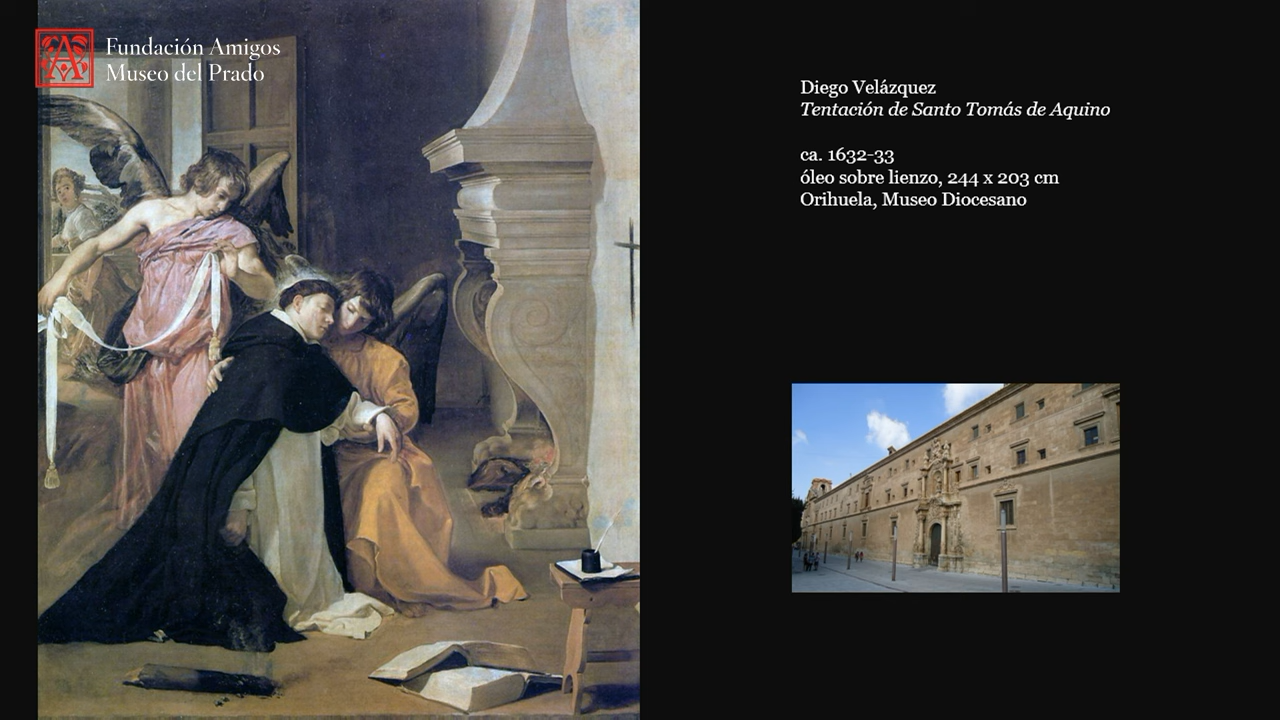 Fundación Amigos
Museo del Prado
Diego Velázquez
Tentación de Santo Tomás de Aquino
ca. 1632-33
óleo sobre lienzo, 244 x 203 cm
Orihuela, Museo Diocesano